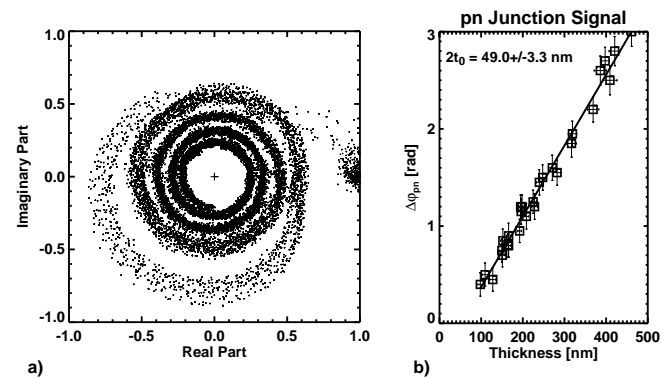 pn Junction Signal
1.0
0.5
0.0
-0.5
-1.0
Imaginary Part
-1.0 -0.5 0.0 0.5 1.0
Real Part
a)
2t0 = 49.0+/-3.3 nm
3
2
1
0
Δφpn [rad]
0 100 200 300 400 500
Thickness [nm]
b)